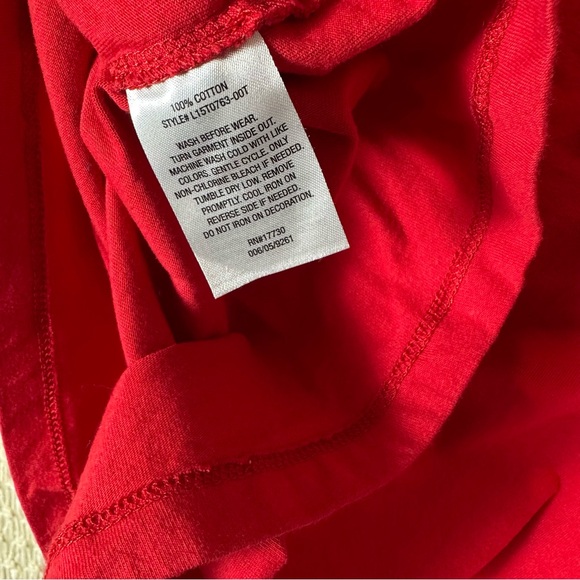 100% COTTON
STYLE# L15T0763-00T
WASH BEFORE WEAR.
TURN GARMENT INSIDE OUT.
MACHINE WASH COLD WITH LIKE
COLORS. GENTLE CYCLE. ONLY
NON-CHLORINE BLEACH IF NEEDED.
TUMBLE DRY LOW. REMOVE
PROMPTLY. COOL IRON ON
REVERSE SIDE IF NEEDED.
DO NOT IRON ON DECORATION.
RN#17730
006/05/9261